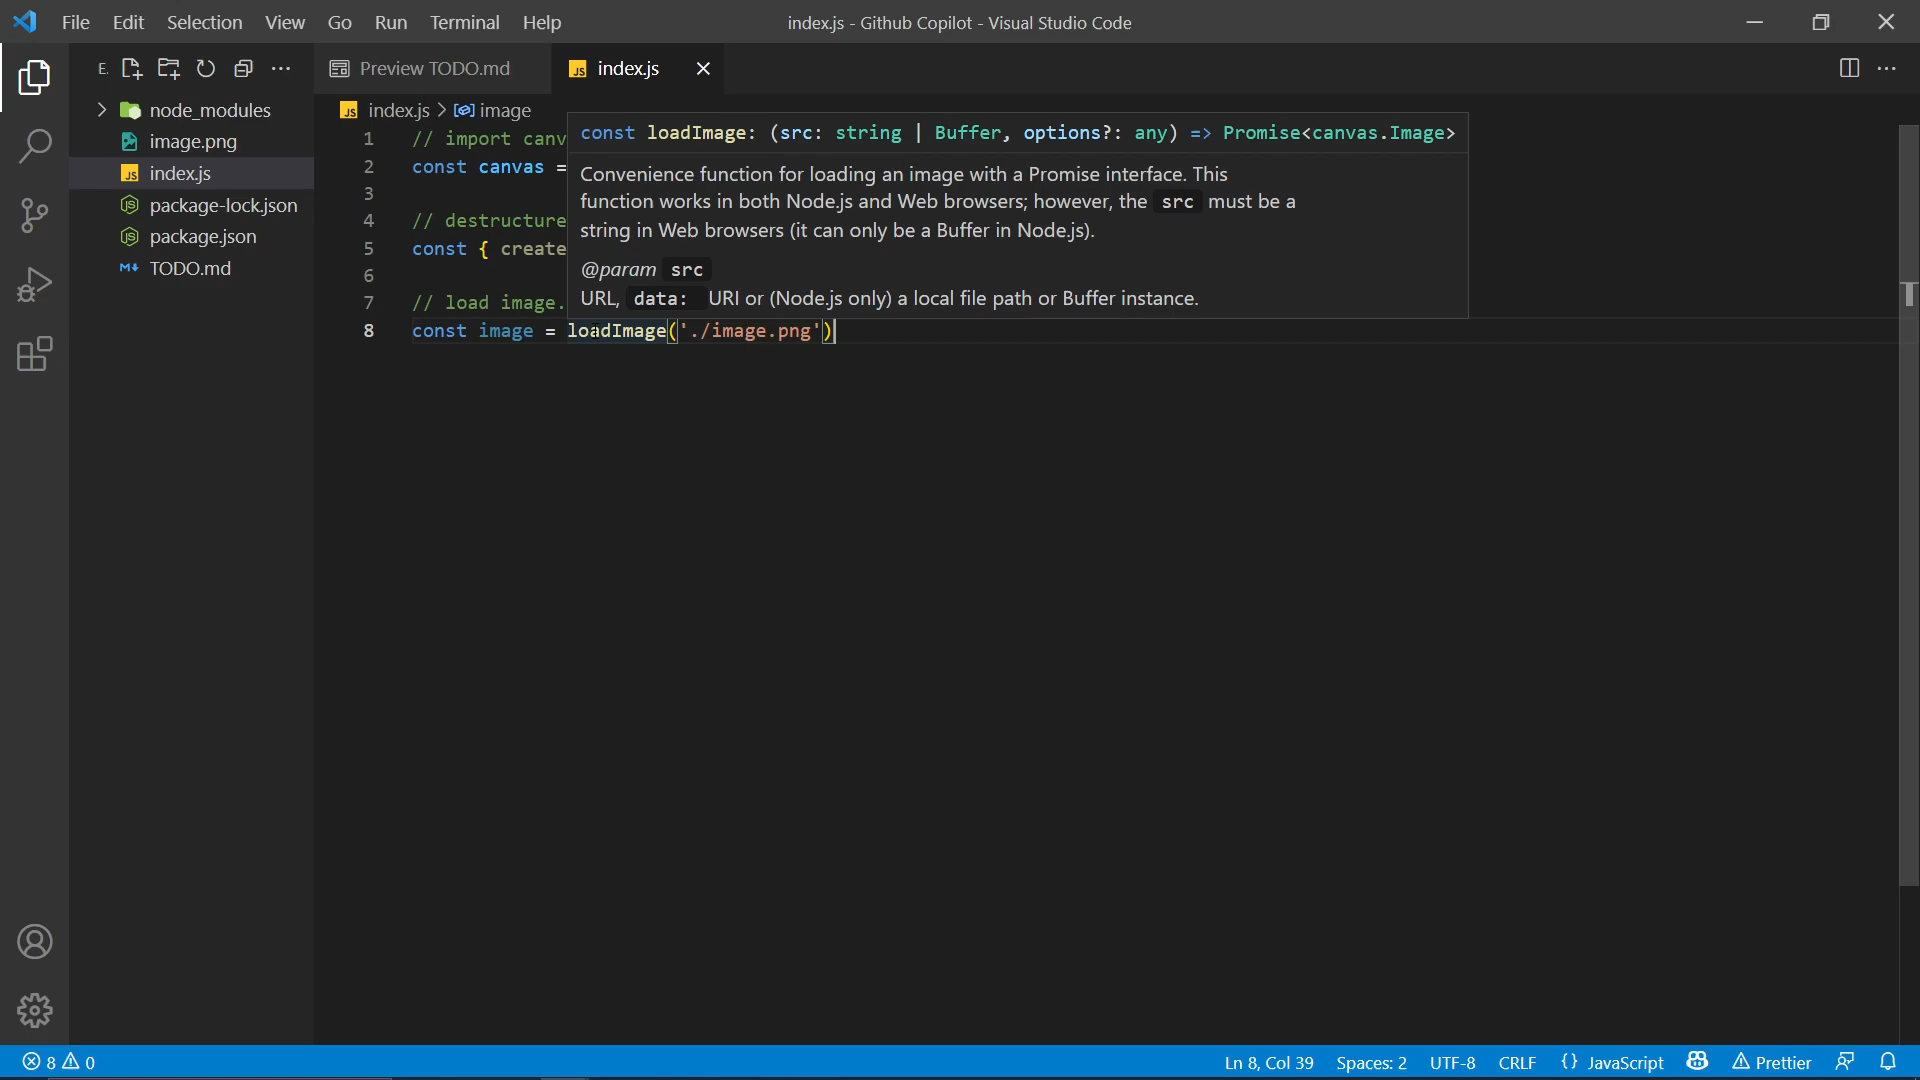 File Edit Selection View Go Run Terminal Help
index.js - Github Copilot - Visual Studio Code
E.
Preview TODO.md
JS index.js
node_modules
image.png
JS index.js
package-lock.json
package.json
TODO.md
JS index.js > image
1 // import canv
2 const canvas =
3
4 // destructure
5 const { create
6
7 // load image.
8 const image = loadImage('./image.png')
const loadImage: (src: string | Buffer, options?: any) => Promise<canvas.Image>
Convenience function for loading an image with a Promise interface. This
function works in both Node.js and Web browsers; however, the src must be a
string in Web browsers (it can only be a Buffer in Node.js).
@param src
URL, data: URI or (Node.js only) a local file path or Buffer instance.
8 0
Ln 8, Col 39 Spaces: 2 UTF-8 CRLF {} JavaScript Prettier